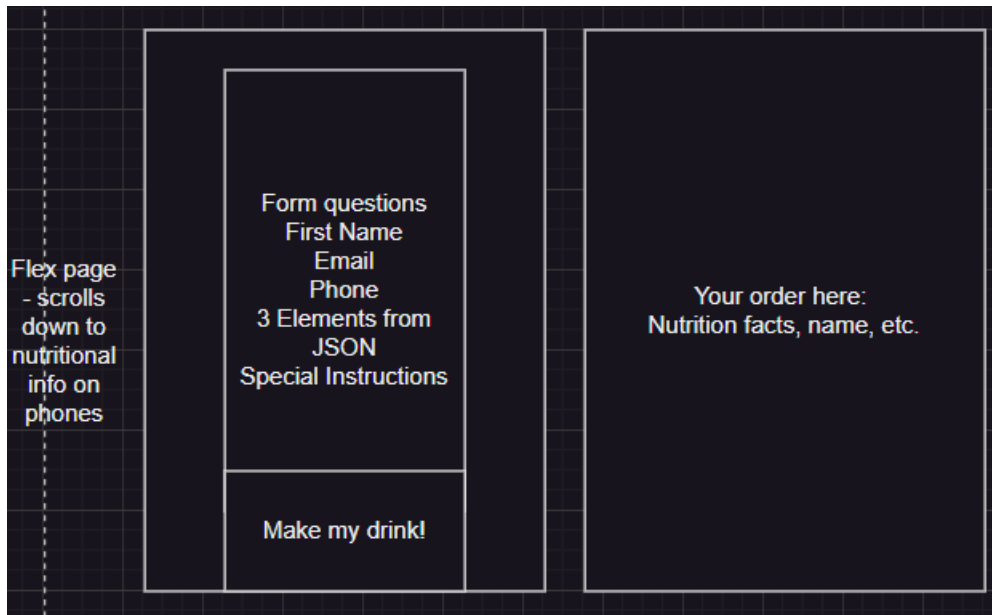 Flex page
- scrolls
down to
nutritional
info on
phones
Form questions
First Name
Email
Phone
3 Elements from
JSON
Special Instructions
Make my drink!
Your order here:
Nutrition facts, name, etc.